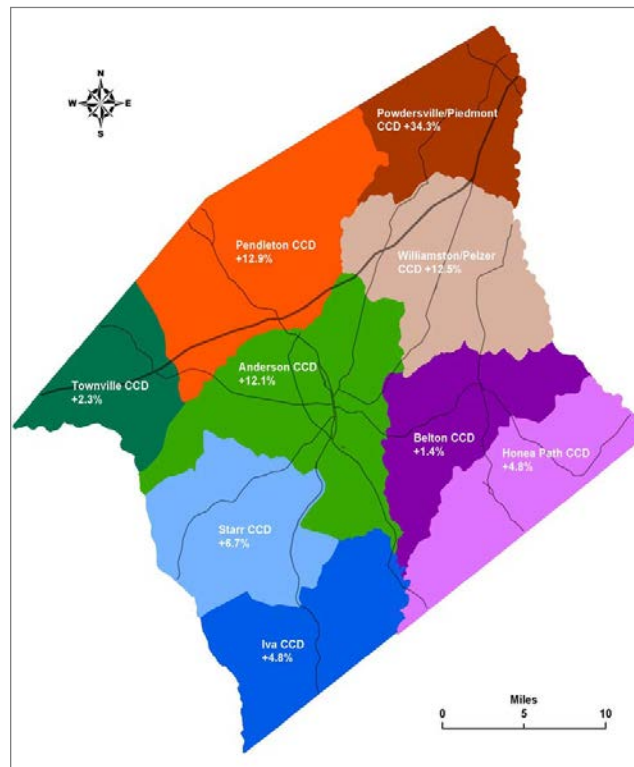 N
W E
S
Powdersville/Piedmont
CCD +34.3%
Pendleton CCD
+12.9%
Williamston/Pelzer
CCD +12.5%
Anderson CCD
+12.1%
Townville CCD
+2.3%
Belton CCD
+1.4%
Honea Path CCD
+4.8%
Starr CCD
+6.7%
Iva CCD
+4.8%
Miles
0 5 10